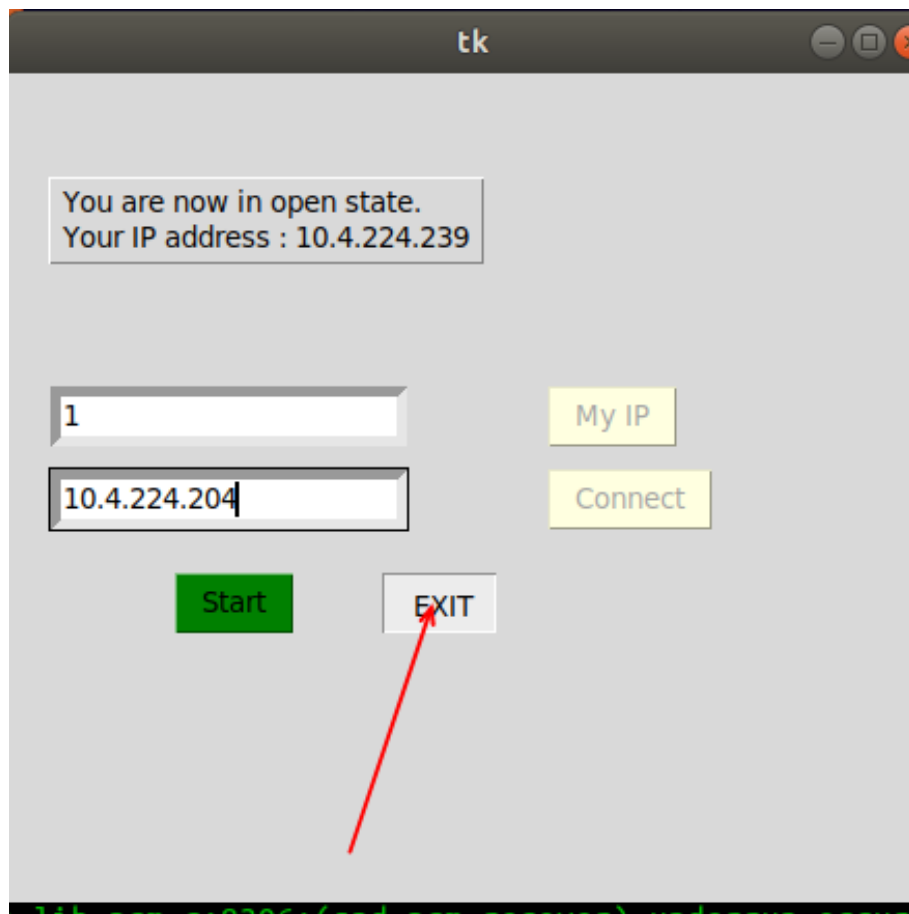 tk
You are now in open state.
Your IP address : 10.4.224.239
1
My IP
10.4.224.204
Connect
Start
EXIT